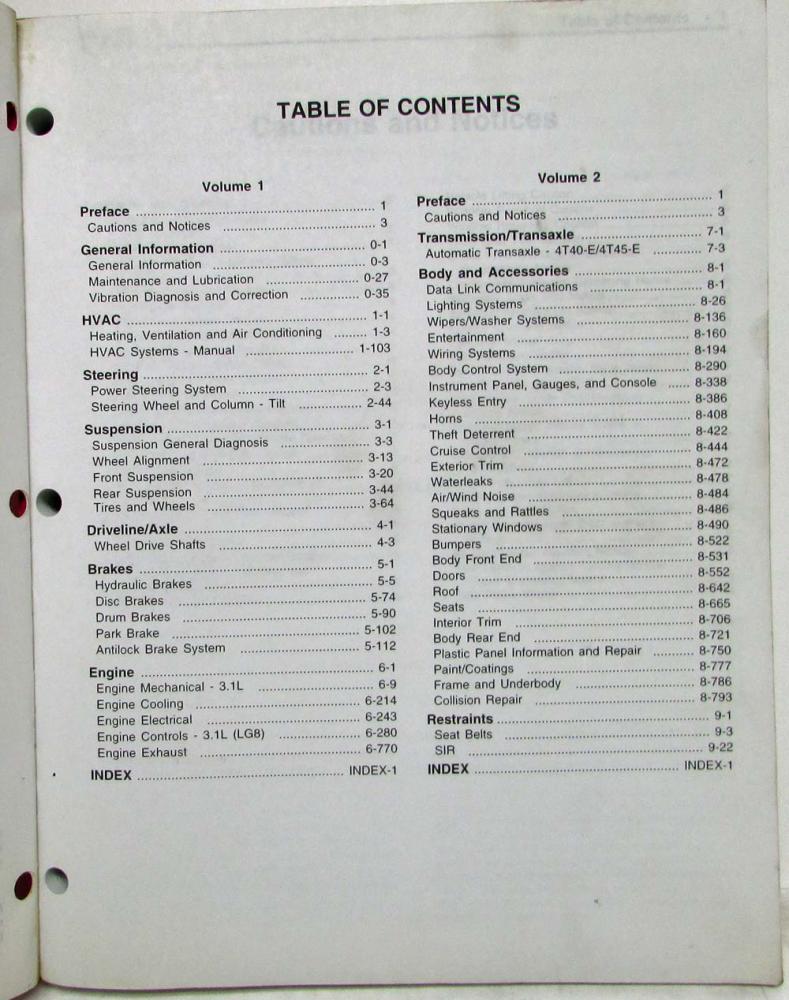 TABLE OF CONTENTS
Volume 1
Preface 1
Cautions and Notices 3
General Information 0-1
General Information 0-3
Maintenance and Lubrication 0-27
Vibration Diagnosis and Correction 0-35
HVAC 1-1
Heating, Ventilation and Air Conditioning 1-3
HVAC Systems - Manual 1-103
Steering 2-1
Power Steering System 2-3
Steering Wheel and Column - Tilt 2-44
Suspension 3-1
Suspension General Diagnosis 3-3
Wheel Alignment 3-13
Front Suspension 3-20
Rear Suspension 3-44
Tires and Wheels 3-64
Driveline/Axle 4-1
Wheel Drive Shafts 4-3
Brakes 5-1
Hydraulic Brakes 5-5
Disc Brakes 5-74
Drum Brakes 5-90
Park Brake 5-102
Antilock Brake System 5-112
Engine 6-1
Engine Mechanical - 3.1L 6-9
Engine Cooling 6-214
Engine Electrical 6-243
Engine Controls - 3.1L (LG8) 6-280
Engine Exhaust 6-770
INDEX INDEX-1
Volume 2
Preface 1
Cautions and Notices 3
Transmission/Transaxle 7-1
Automatic Transaxle - 4T40-E/4T45-E 7-3
Body and Accessories 8-1
Data Link Communications 8-1
Lighting Systems 8-26
Wipers/Washer Systems 8-136
Entertainment 8-160
Wiring Systems 8-194
Body Control System 8-290
Instrument Panel, Gauges, and Console 8-338
Keyless Entry 8-386
Horns 8-408
Theft Deterrent 8-422
Cruise Control 8-444
Exterior Trim 8-472
Waterleaks 8-478
Air/Wind Noise 8-484
Squeaks and Rattles 8-486
Stationary Windows 8-490
Bumpers 8-522
Body Front End 8-531
Doors 8-552
Roof 8-642
Seats 8-665
Interior Trim 8-706
Body Rear End 8-721
Plastic Panel Information and Repair 8-750
Paint/Coatings 8-777
Frame and Underbody 8-786
Collision Repair 8-793
Restraints 9-1
Seat Belts 9-3
SIR 9-22
INDEX INDEX-1